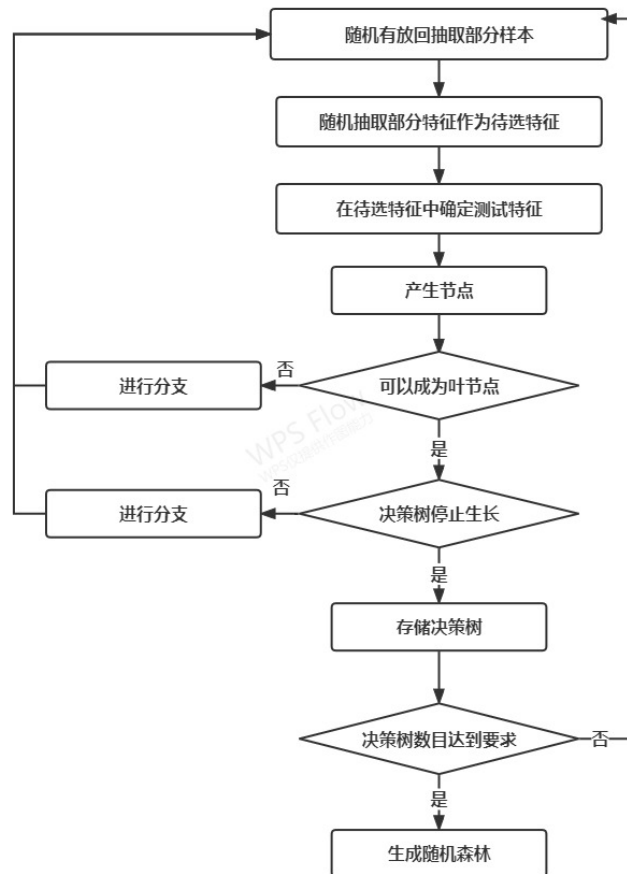 随机有放回抽取部分样本
随机抽取部分特征作为待选特征
在待选特征中确定测试特征
产生节点
否
进行分支
可以成为叶节点
WPS Flow
是
否
进行分支
决策树停止生长
是
存储决策树
决策树数目达到要求
否
是
生成随机森林